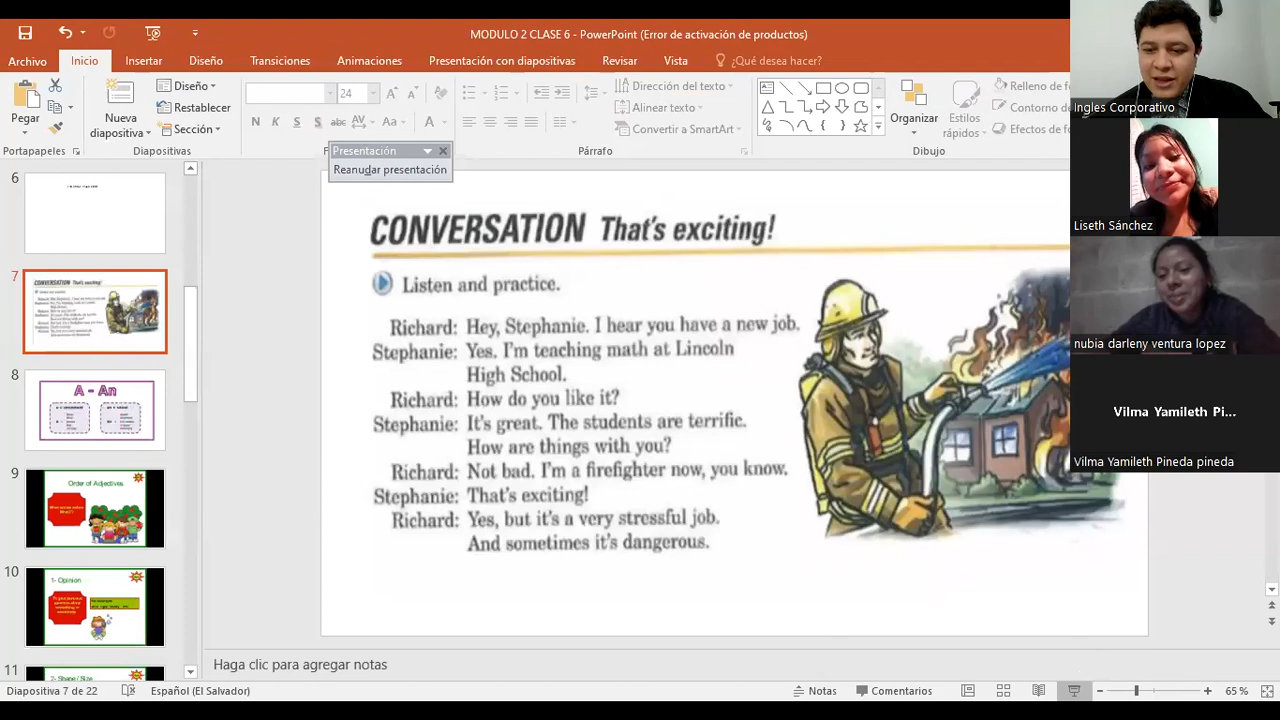 MODULO 2 CLASE 6 - PowerPoint (Error de activación de productos)
Archivo Inicio Insertar Diseño Transiciones Animaciones Presentación con diapositivas Revisar Vista ¿Qué desea hacer?
Pegar
Portapapeles
Nueva diapositiva
Diseño
Restablecer
Sección
Diapositivas
24
N K S S abc AV Aa A
Dirección del texto
Alinear texto
Convertir a SmartArt
Párrafo
Organizar
Estilos rápidos
Relleno de
Contorno de
Efectos de fo
Dibujo
Presentación
Reanudar presentación
6
7
8
A - An
9
Order of Adjectives
10
1- Opinion
11
2- Shape / Size
CONVERSATION That's exciting!
Listen and practice.
Richard: Hey, Stephanie. I hear you have a new job.
Stephanie: Yes. I'm teaching math at Lincoln
High School.
Richard: How do you like it?
Stephanie: It's great. The students are terrific.
How are things with you?
Richard: Not bad. I'm a firefighter now, you know.
Stephanie: That's exciting!
Richard: Yes, but it's a very stressful job.
And sometimes it's dangerous.
Ingles Corporativo
Liseth Sánchez
nubia darleny ventura lopez
Vilma Yamileth Pi...
Vilma Yamileth Pineda pineda
Haga clic para agregar notas
Diapositiva 7 de 22 Español (El Salvador) Notas Comentarios 65 %